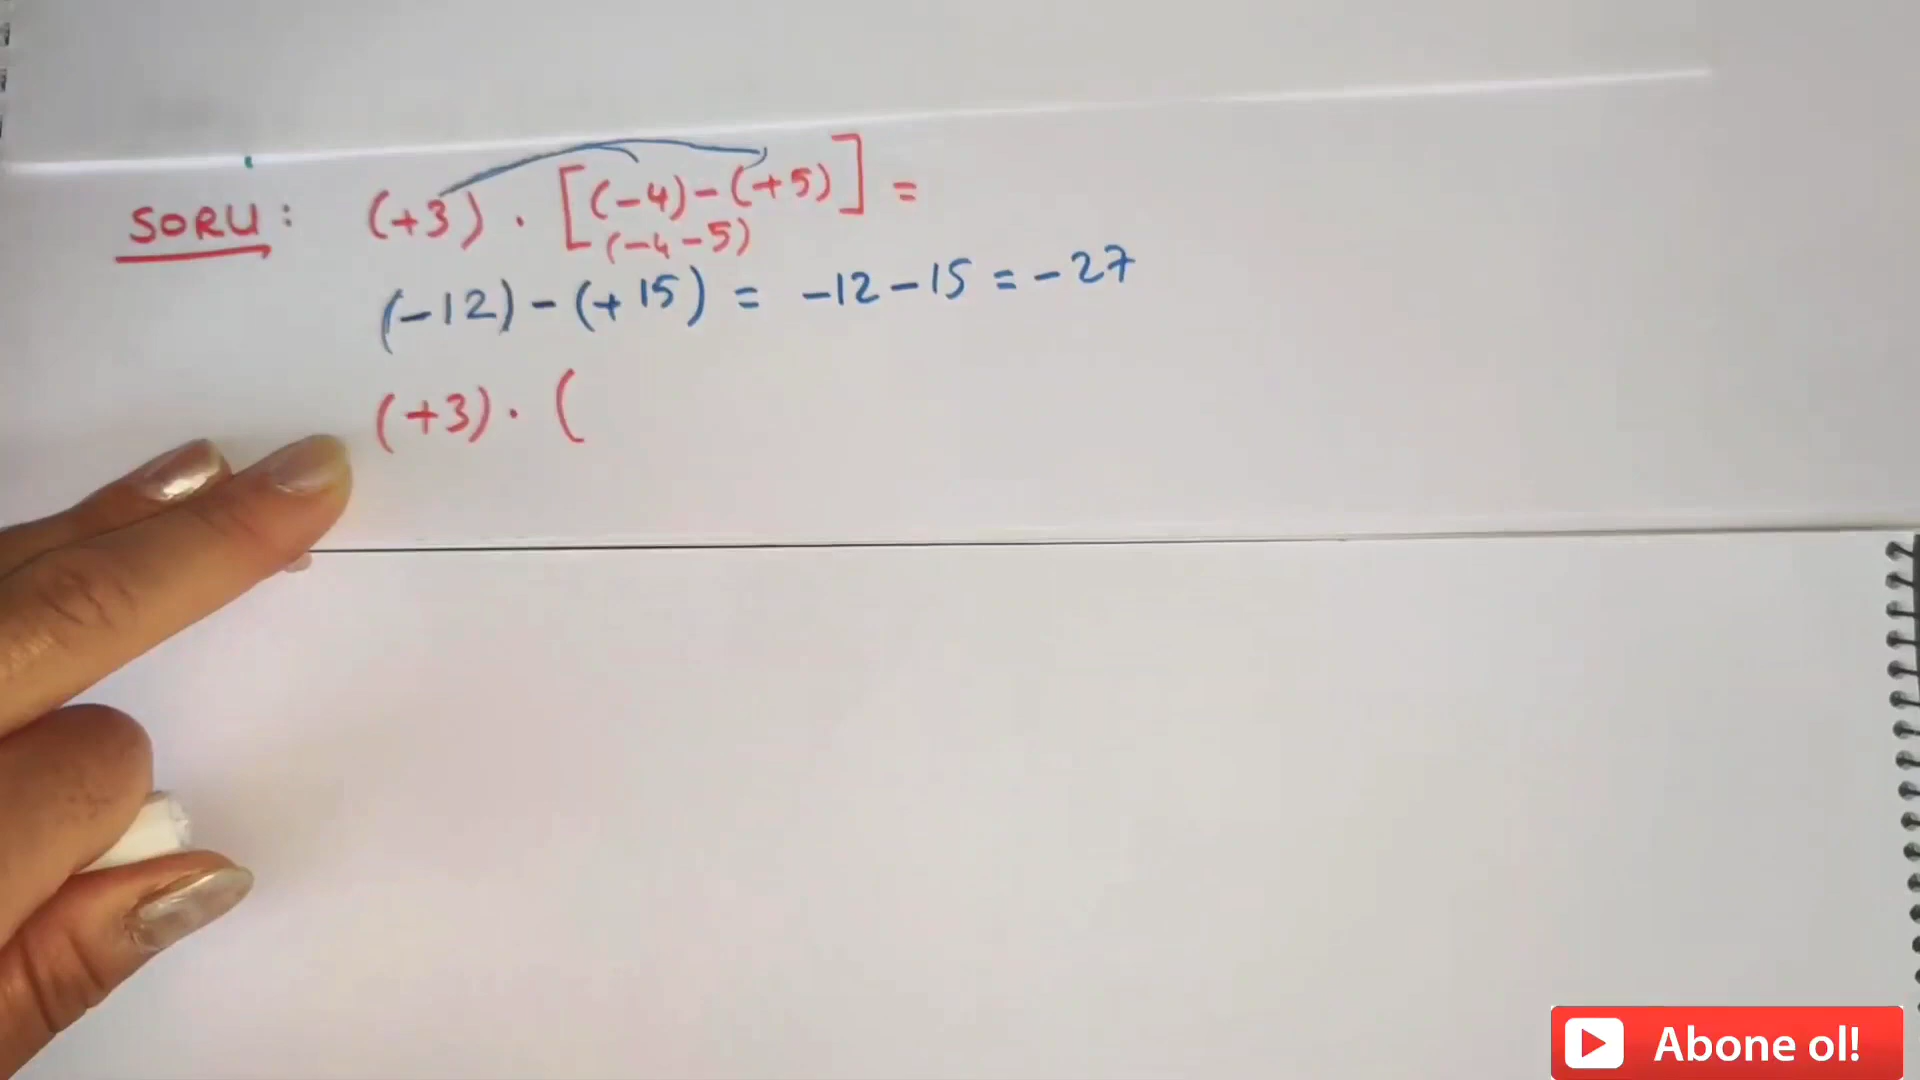 SORU: (+3) · [(-4)-(+5)] =
(-4-5)
(-12)-(+15) = -12-15 = -27
(+3) · (
Abone ol!